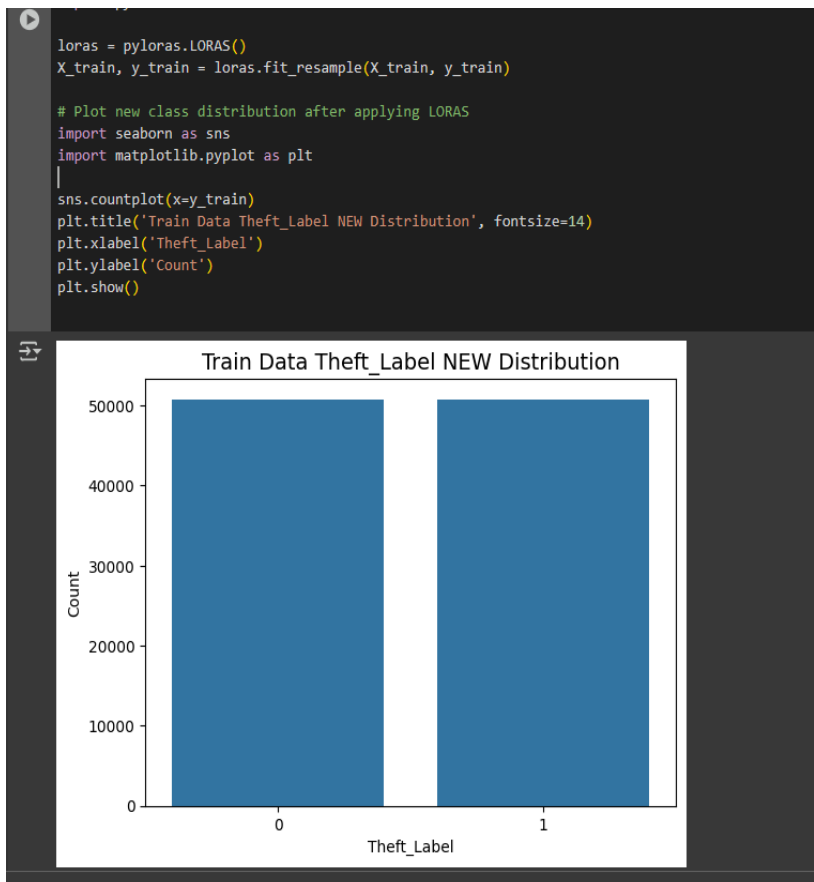 loras = pyloras.LORAS()
X_train, y_train = loras.fit_resample(X_train, y_train)
# Plot new class distribution after applying LORAS
import seaborn as sns
import matplotlib.pyplot as plt
sns.countplot(x=y_train)
plt.title('Train Data Theft_Label NEW Distribution', fontsize=14)
plt.xlabel('Theft_Label')
plt.ylabel('Count')
plt.show()
Train Data Theft_Label NEW Distribution
50000
40000
30000
20000
10000
0
Count
0 1
Theft_Label